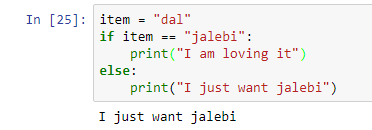 In [25]: item = "dal"
if item == "jalebi":
    print("I am loving it")
else:
    print("I just want jalebi")
I just want jalebi